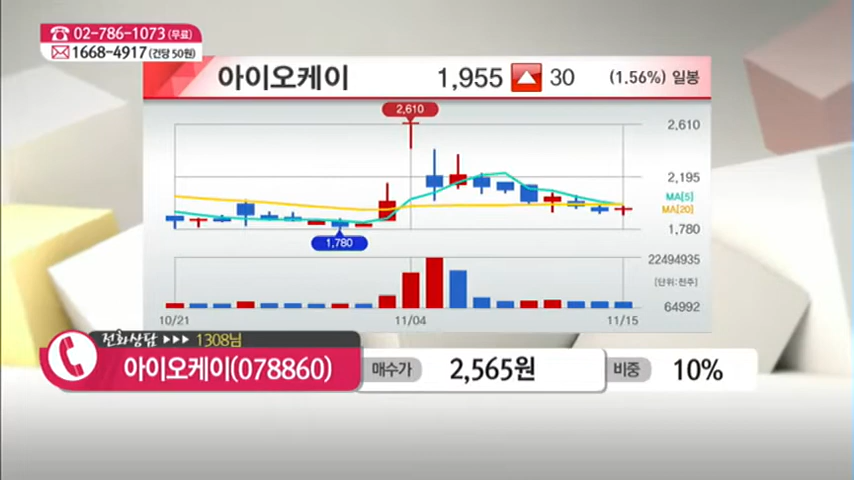 02-786-1073 (무료)
1668-4917 (건당 50원)
아이오케이 1,955 30 (1.56%) 일봉
2,610
2,610
2,195
MA[5]
MA[20]
1,780
1,780
22494935
[단위:천주]
64992
10/21 11/04 11/15
전화상담 1308님
아이오케이(078860) 매수가 2,565원 비중 10%